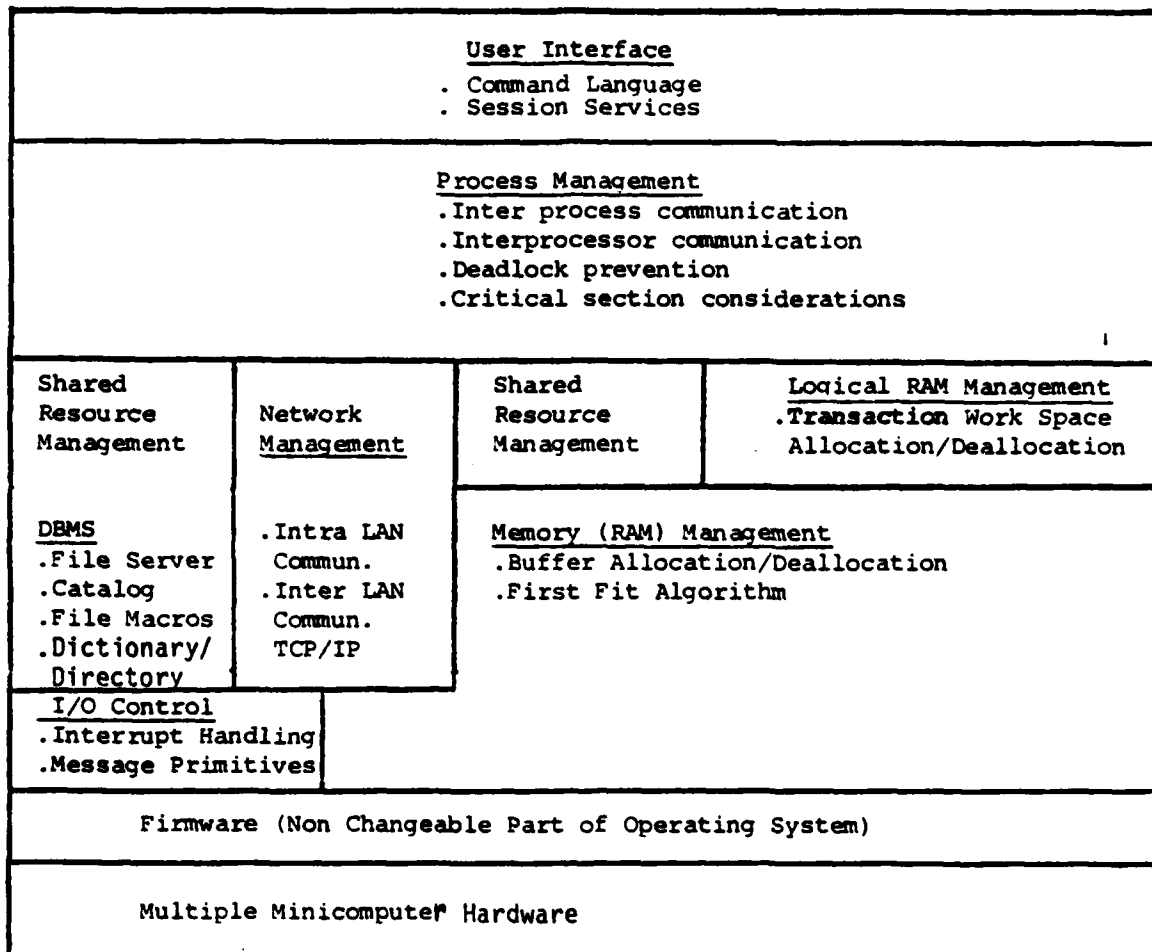 User Interface
. Command Language
. Session Services
Process Management
.Inter process communication
.Interprocessor communication
.Deadlock prevention
.Critical section considerations
Shared
Resource
Management
DBMS
.File Server
.Catalog
.File Macros
.Dictionary/
Directory
Network
Management
.Intra LAN
Commun.
.Inter LAN
Commun.
TCP/IP
Shared
Resource
Management
Logical RAM Management
.Transaction Work Space
Allocation/Deallocation
Memory (RAM) Management
.Buffer Allocation/Deallocation
.First Fit Algorithm
I/O Control
.Interrupt Handling
.Message Primitives
Firmware (Non Changeable Part of Operating System)
Multiple Minicomputer Hardware